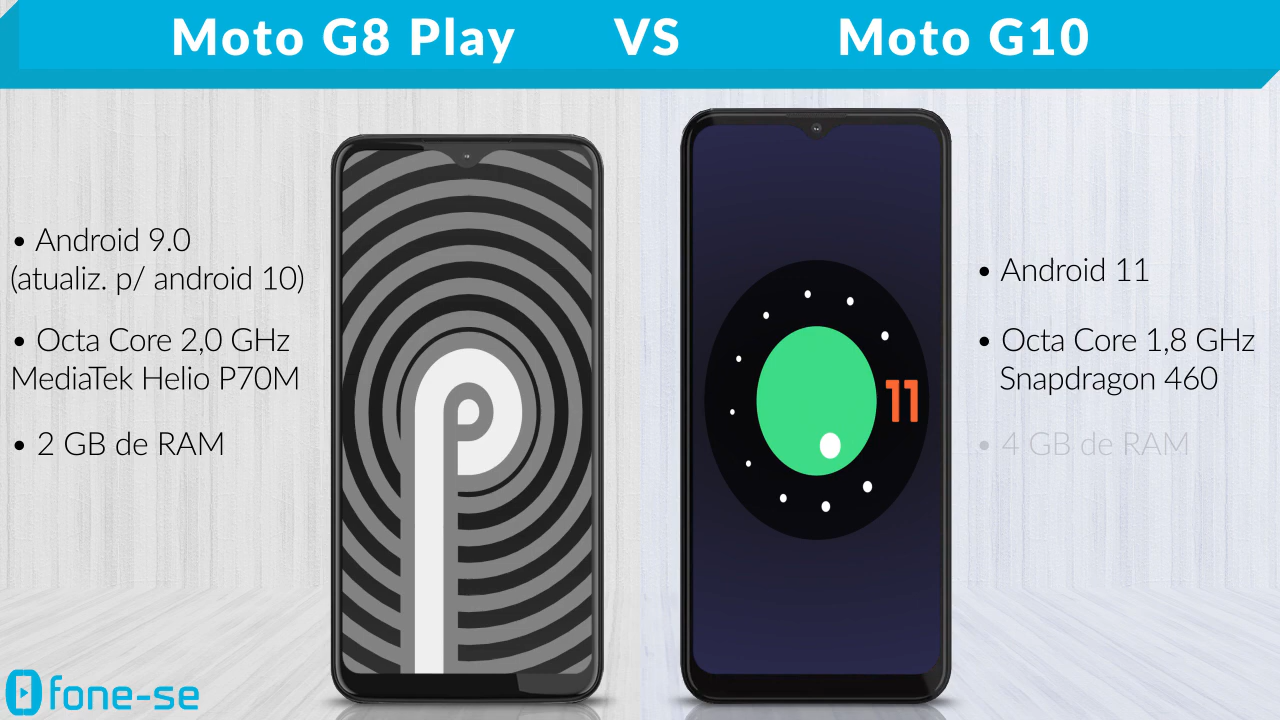 Moto G8 Play VS Moto G10
• Android 9.0
(atualiz. p/ android 10)
• Octa Core 2,0 GHz
MediaTek Helio P70M
• 2 GB de RAM
11
• Android 11
• Octa Core 1,8 GHz
Snapdragon 460
• 4 GB de RAM
fone-se